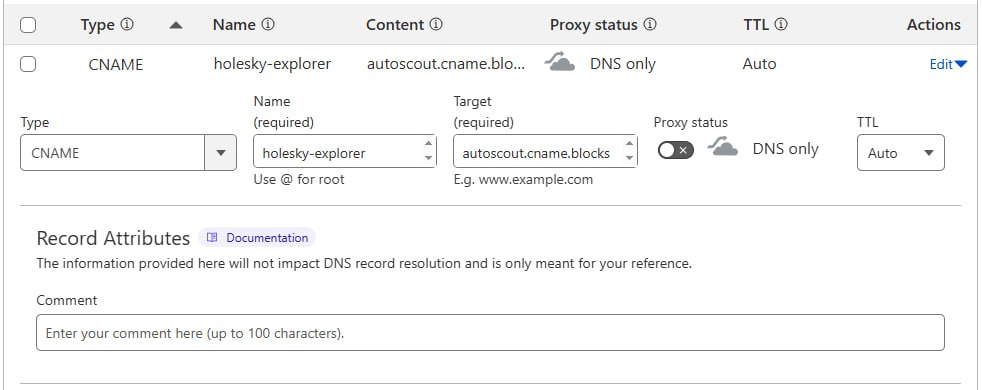 Type Name Content Proxy status TTL Actions
CNAME holesky-explorer autoscout.cname.blo... DNS only Auto Edit
Type
Name
(required)
Target
(required)
Proxy status
TTL
CNAME
holesky-explorer
autoscout.cname.blocks
DNS only
Auto
Use @ for root
E.g. www.example.com
Record Attributes Documentation
The information provided here will not impact DNS record resolution and is only meant for your reference.
Comment
Enter your comment here (up to 100 characters).